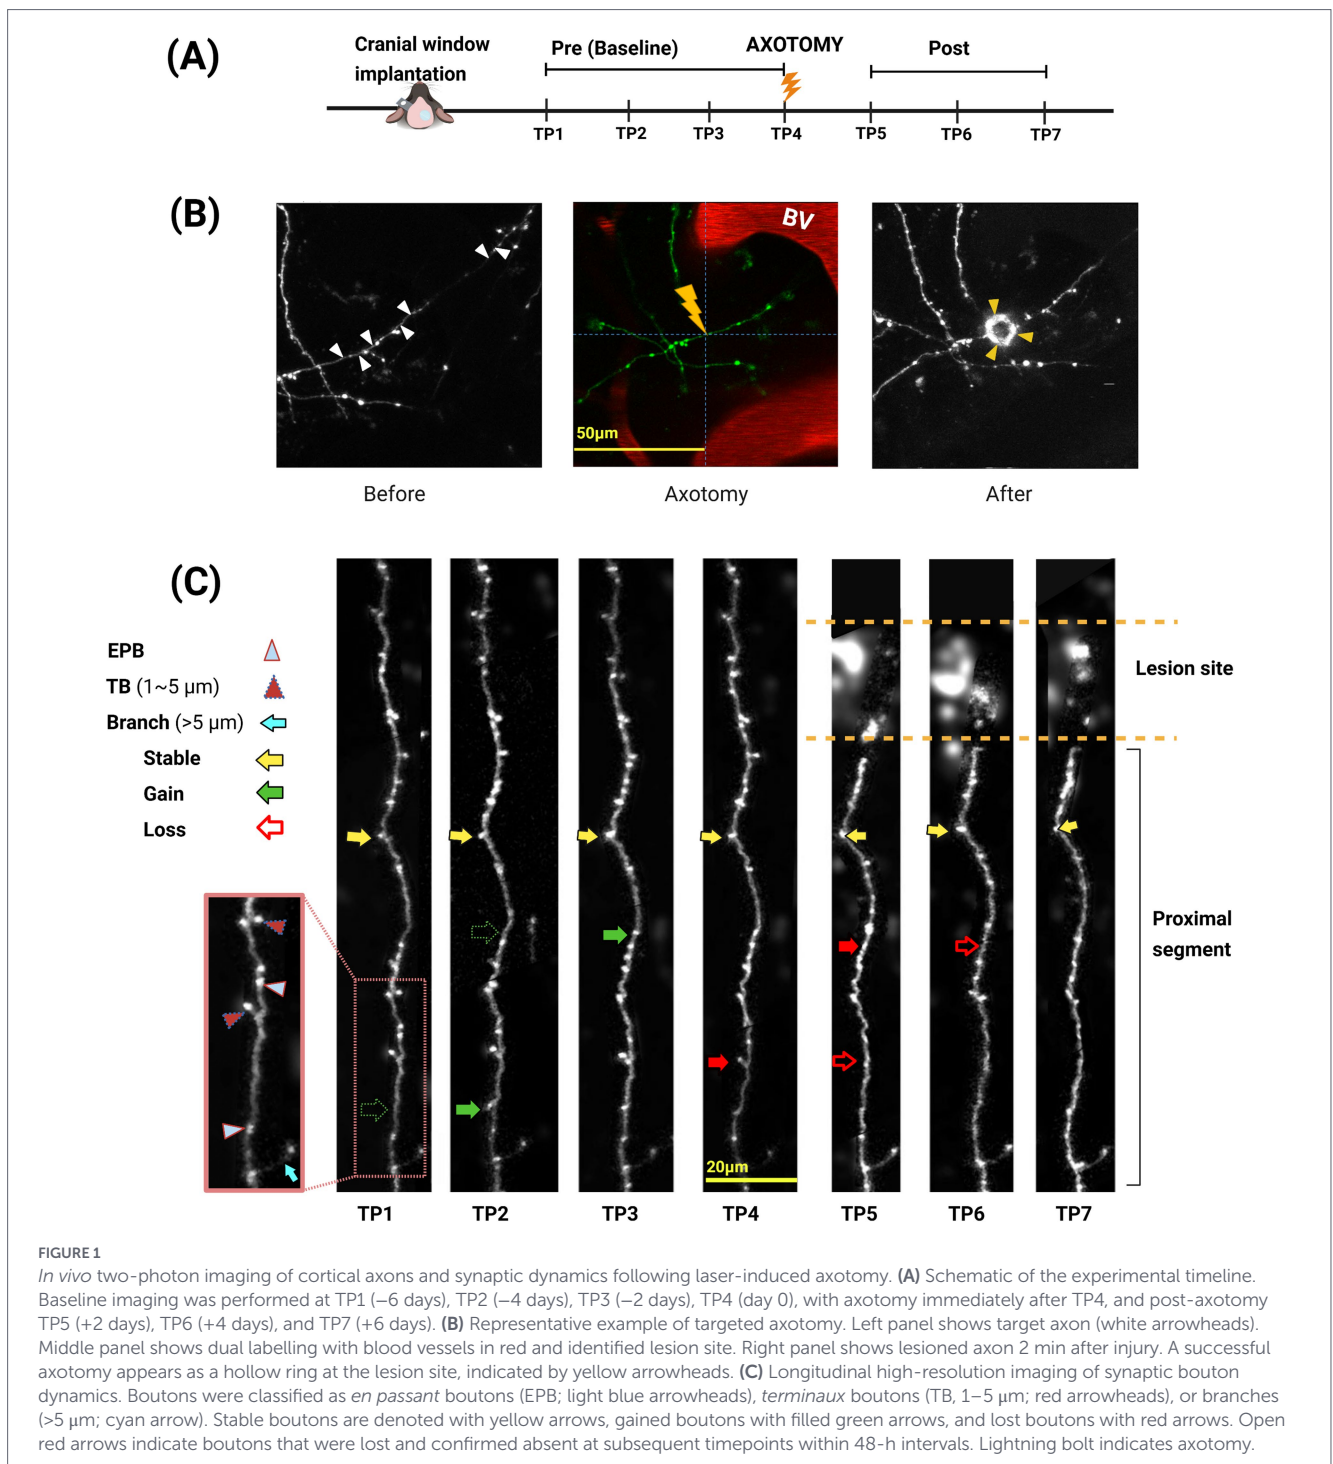 (A)
Cranial window
implantation
Pre (Baseline)
AXOTOMY
Post
TP1 TP2 TP3 TP4 TP5 TP6 TP7
(B)
BV
50µm
Before Axotomy After
(C)
EPB
TB (1~5 µm)
Branch (>5 µm)
Stable
Gain
Loss
Lesion site
Proximal
segment
20µm
TP1 TP2 TP3 TP4 TP5 TP6 TP7
FIGURE 1
In vivo two-photon imaging of cortical axons and synaptic dynamics following laser-induced axotomy. (A) Schematic of the experimental timeline.
Baseline imaging was performed at TP1 (−6 days), TP2 (−4 days), TP3 (−2 days), TP4 (day 0), with axotomy immediately after TP4, and post-axotomy
TP5 (+2 days), TP6 (+4 days), and TP7 (+6 days). (B) Representative example of targeted axotomy. Left panel shows target axon (white arrowheads).
Middle panel shows dual labelling with blood vessels in red and identified lesion site. Right panel shows lesioned axon 2 min after injury. A successful
axotomy appears as a hollow ring at the lesion site, indicated by yellow arrowheads. (C) Longitudinal high-resolution imaging of synaptic bouton
dynamics. Boutons were classified as en passant boutons (EPB; light blue arrowheads), terminaux boutons (TB, 1–5 µm; red arrowheads), or branches
(>5 µm; cyan arrow). Stable boutons are denoted with yellow arrows, gained boutons with filled green arrows, and lost boutons with red arrows. Open
red arrows indicate boutons that were lost and confirmed absent at subsequent timepoints within 48-h intervals. Lightning bolt indicates axotomy.